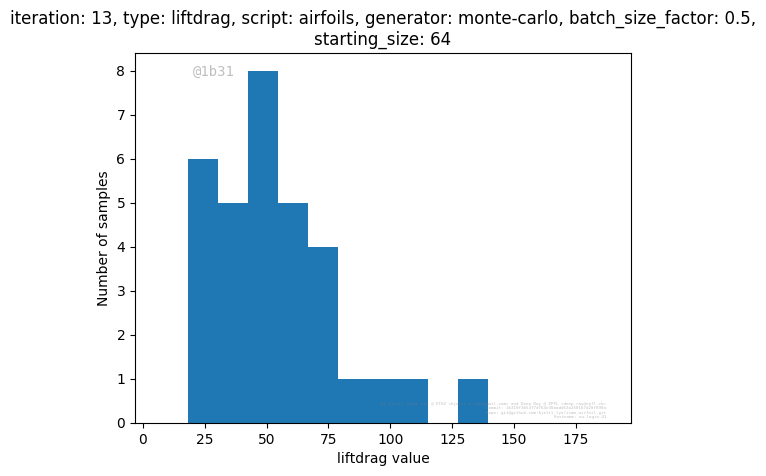 iteration: 13, type: liftdrag, script: airfoils, generator: monte-carlo, batch_size_factor: 0.5,
starting_size: 64
@1b31
8
7
6
5
4
3
2
1
0
Number of samples
0 25 50 75 100 125 150 175
liftdrag value